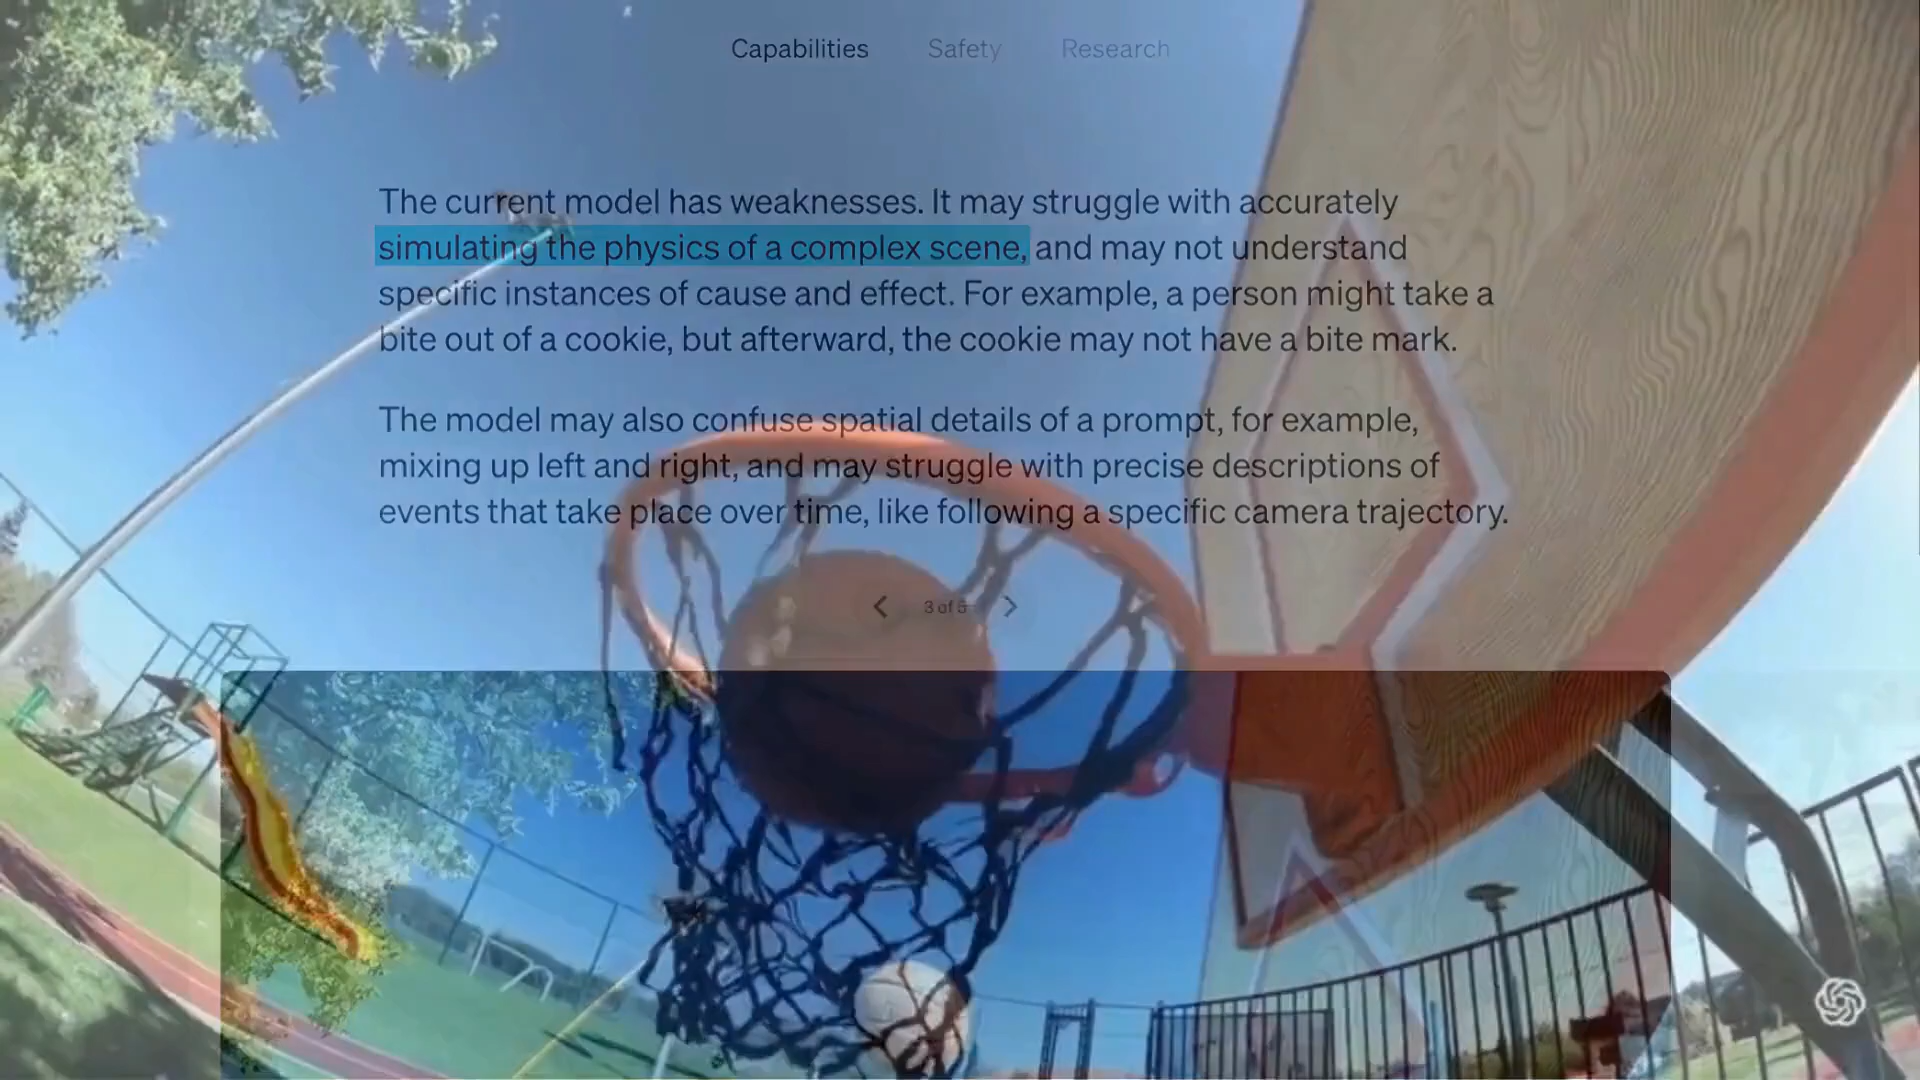 Capabilities Safety Research
The current model has weaknesses. It may struggle with accurately
simulating the physics of a complex scene, and may not understand
specific instances of cause and effect. For example, a person might take a
bite out of a cookie, but afterward, the cookie may not have a bite mark.
The model may also confuse spatial details of a prompt, for example,
mixing up left and right, and may struggle with precise descriptions of
events that take place over time, like following a specific camera trajectory.
3 of 5